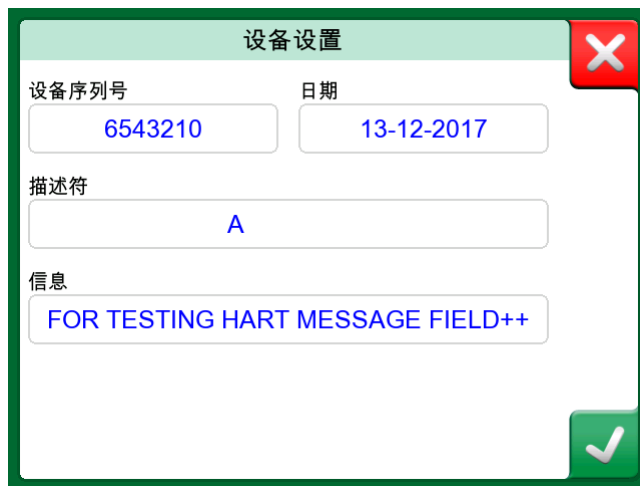 设备设置
设备序列号 日期
6543210 13-12-2017
描述符
A
信息
FOR TESTING HART MESSAGE FIELD++